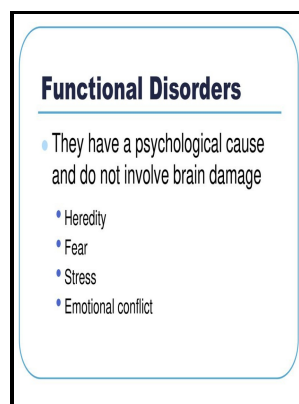 Functional Disorders
They have a psychological cause
and do not involve brain damage
Heredity
Fear
Stress
Emotional conflict